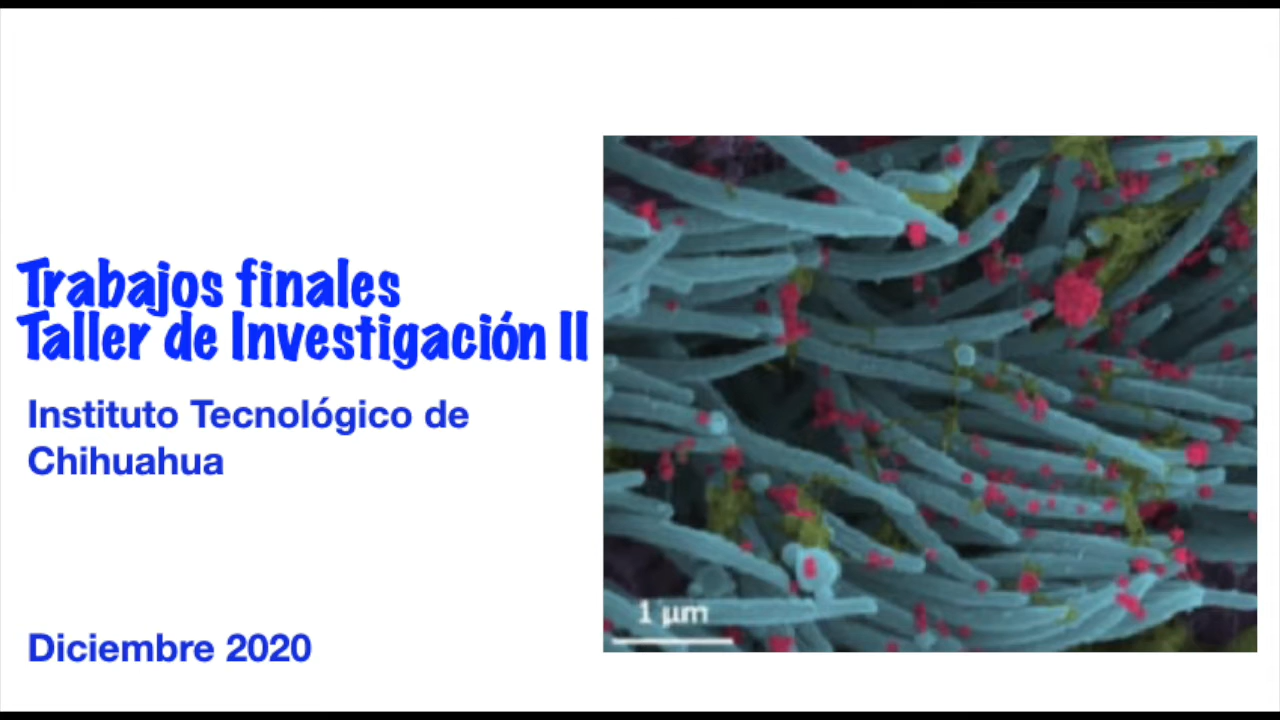 Trabajos finales
Taller de Investigación II
Instituto Tecnológico de
Chihuahua
Diciembre 2020
1 µm